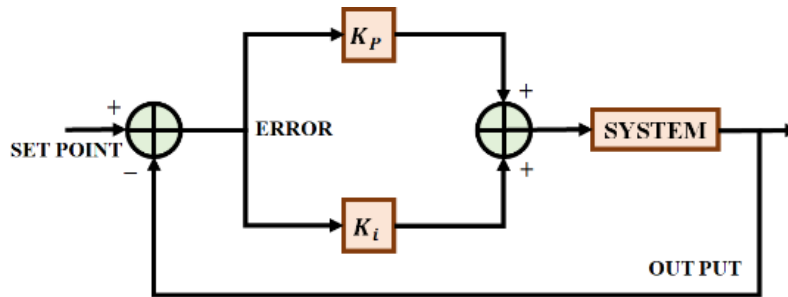 K_P
+
+
SET POINT
ERROR
SYSTEM
−
+
K_i
OUT PUT